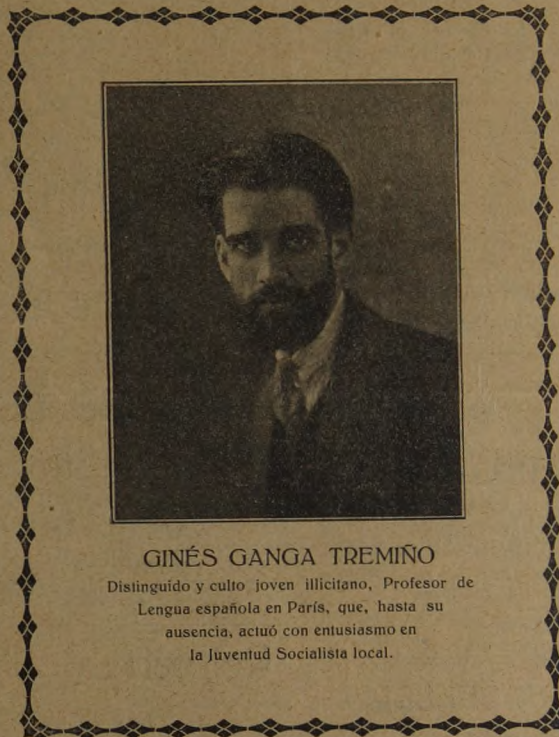 GINÉS GANGA TREMIÑO
Distinguido y culto joven illicitano, Profesor de
Lengua española en París, que, hasta su
ausencia, actuó con entusiasmo en
la Juventud Socialista local.